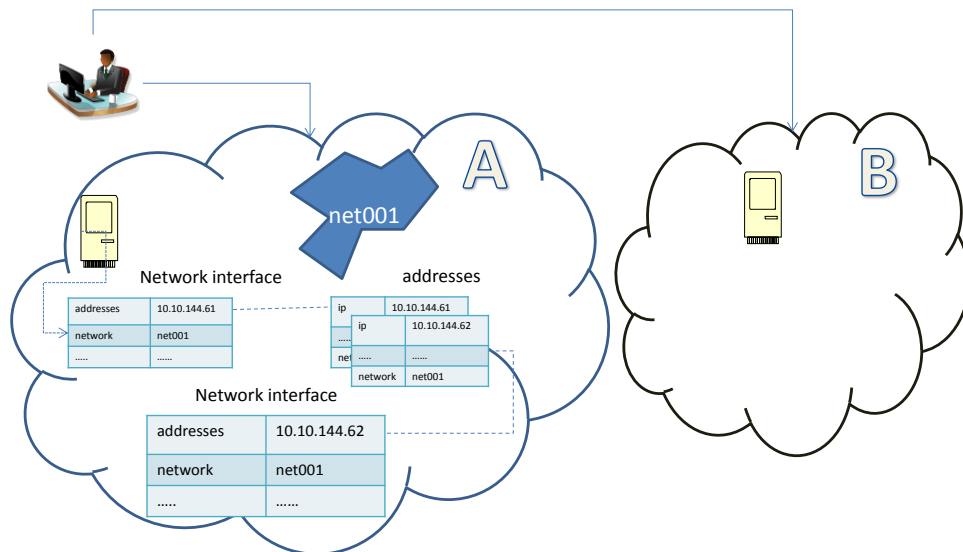 A
B
net001
Network interface
addresses
addresses 10.10.144.61
network net001
..... ......
ip 10.10.144.61
.....
net
ip 10.10.144.62
..... ......
network net001
Network interface
addresses 10.10.144.62
network net001
..... ......